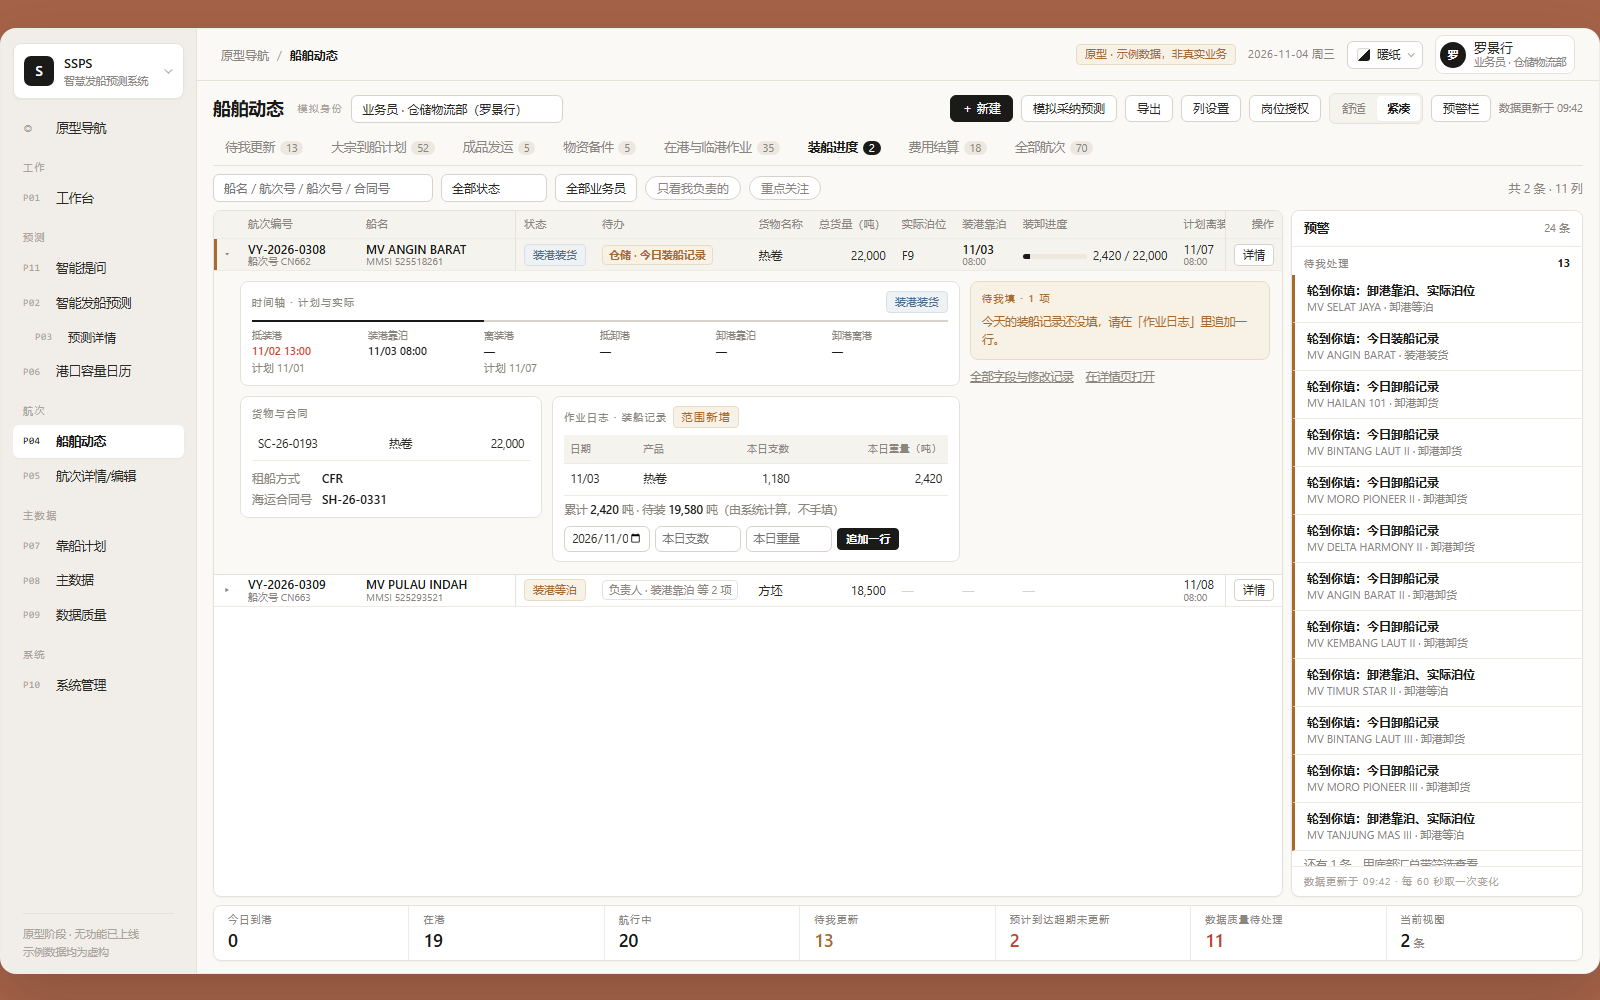 S
SSPS
智慧发船预测系统
原型导航
工作
P01 工作台
预测
P11 智能提问
P02 智能发船预测
P03 预测详情
P06 港口容量日历
航次
P04 船舶动态
P05 航次详情/编辑
主数据
P07 靠船计划
P08 主数据
P09 数据质量
系统
P10 系统管理
原型阶段 · 无功能已上线
示例数据均为虚构
原型导航 / 船舶动态
原型 · 示例数据，非真实业务
2026-11-04 周三
暖纸
罗
罗景行
业务员 · 仓储物流部
船舶动态
模拟身份
业务员 · 仓储物流部（罗景行）
+ 新建
模拟采纳预测
导出
列设置
岗位授权
舒适
紧凑
预警栏
数据更新于 09:42
待我更新 13
大宗到船计划 52
成品发运 5
物资备件 5
在港与临港作业 35
装船进度 2
费用结算 18
全部航次 70
船名 / 航次号 / 船次号 / 合同号
全部状态
全部业务员
只看我负责的
重点关注
共 2 条 · 11 列
航次编号 船名 状态 待办 货物名称 总货量（吨） 实际泊位 装港靠泊 装卸进度 计划离装 操作
VY-2026-0308 MV ANGIN BARAT 装港装货 仓储 · 今日装船记录 热卷 22,000 F9 11/03 2,420 / 22,000 11/07 详情
船次号 CN662 MMSI 525518261 08:00 08:00
时间轴 · 计划与实际
装港装货
抵装港 装港靠泊 离装港 抵卸港 卸港靠泊 卸港离港
11/02 13:00 11/03 08:00 — — — —
计划 11/01 计划 11/07
待我填 · 1 项
今天的装船记录还没填，请在「作业日志」里追加一
行。
全部字段与修改记录 在详情页打开
货物与合同
SC-26-0193 热卷 22,000
租船方式 CFR
海运合同号 SH-26-0331
作业日志 · 装船记录 范围新增
日期 产品 本日支数 本日重量（吨）
11/03 热卷 1,180 2,420
累计 2,420 吨 · 待装 19,580 吨（由系统计算，不手填）
2026/11/0 本日支数 本日重量 追加一行
VY-2026-0309 MV PULAU INDAH 装港等泊 负责人 · 装港靠泊 等 2 项 方坯 18,500 — — — 11/08 详情
船次号 CN663 MMSI 525293521 08:00
预警 24 条
待我处理 13
轮到你填：卸港靠泊、实际泊位
MV SELAT JAYA · 卸港等泊
轮到你填：今日装船记录
MV ANGIN BARAT · 装港装货
轮到你填：今日卸船记录
MV HAILAN 101 · 卸港卸货
轮到你填：今日卸船记录
MV BINTANG LAUT II · 卸港卸货
轮到你填：今日卸船记录
MV MORO PIONEER II · 卸港卸货
轮到你填：今日卸船记录
MV DELTA HARMONY II · 卸港卸货
轮到你填：今日卸船记录
MV ANGIN BARAT II · 卸港卸货
轮到你填：今日卸船记录
MV KEMBANG LAUT II · 卸港卸货
轮到你填：卸港靠泊、实际泊位
MV TIMUR STAR II · 卸港等泊
轮到你填：今日卸船记录
MV BINTANG LAUT III · 卸港卸货
轮到你填：今日卸船记录
MV MORO PIONEER III · 卸港卸货
轮到你填：卸港靠泊、实际泊位
MV TANJUNG MAS III · 卸港等泊
还有 1 条，用底部汇总带筛选查看
数据更新于 09:42 · 每 60 秒取一次变化
今日到港 在港 航行中 待我更新 预计到达超期未更新 数据质量待处理 当前视图
0 19 20 13 2 11 2 条